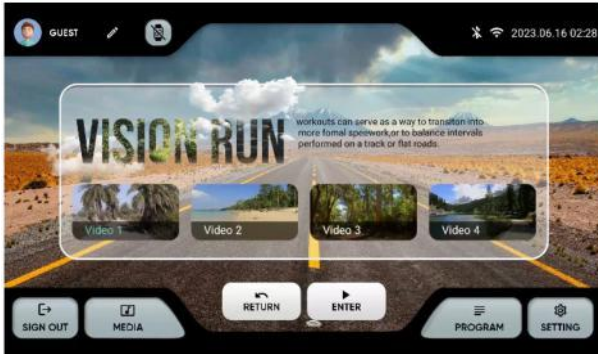 GUEST
2023.06.16 02:28
VISION RUN
workouts can serve as a way to transiton into
more fomal speework,or to balance intervals
performed on a track or flat roads.
Video 1
Video 2
Video 3
Video 4
RETURN
ENTER
SIGN OUT
MEDIA
PROGRAM
SETTING